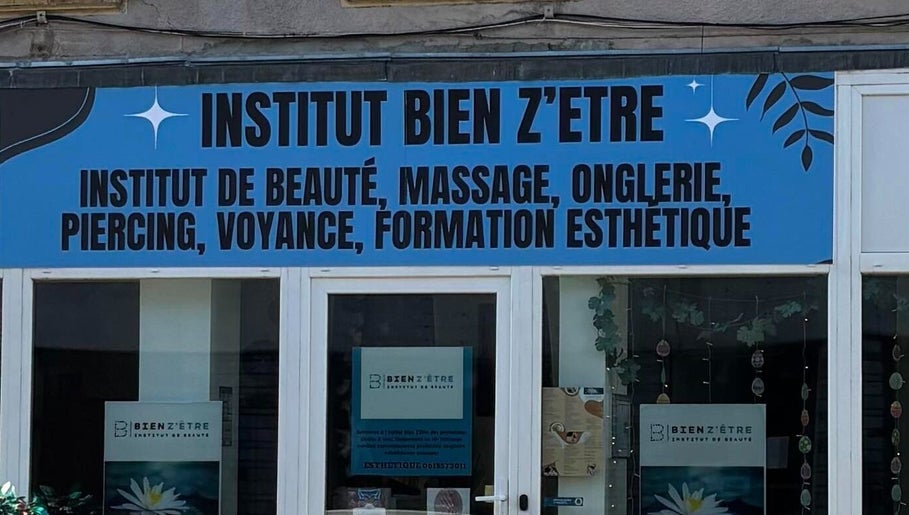 INSTITUT BIEN Z'ETRE
INSTITUT DE BEAUTÉ, MASSAGE, ONGLERIE,
PIERCING, VOYANCE, FORMATION ESTHÉTIQUE
BIEN Z'ÊTRE
INSTITUT DE BEAUTÉ
ESTHÉTIQUE
BIEN Z'ÊTRE
INSTITUT DE BEAUTÉ
BIEN Z'ÊTRE
INSTITUT DE BEAUTÉ